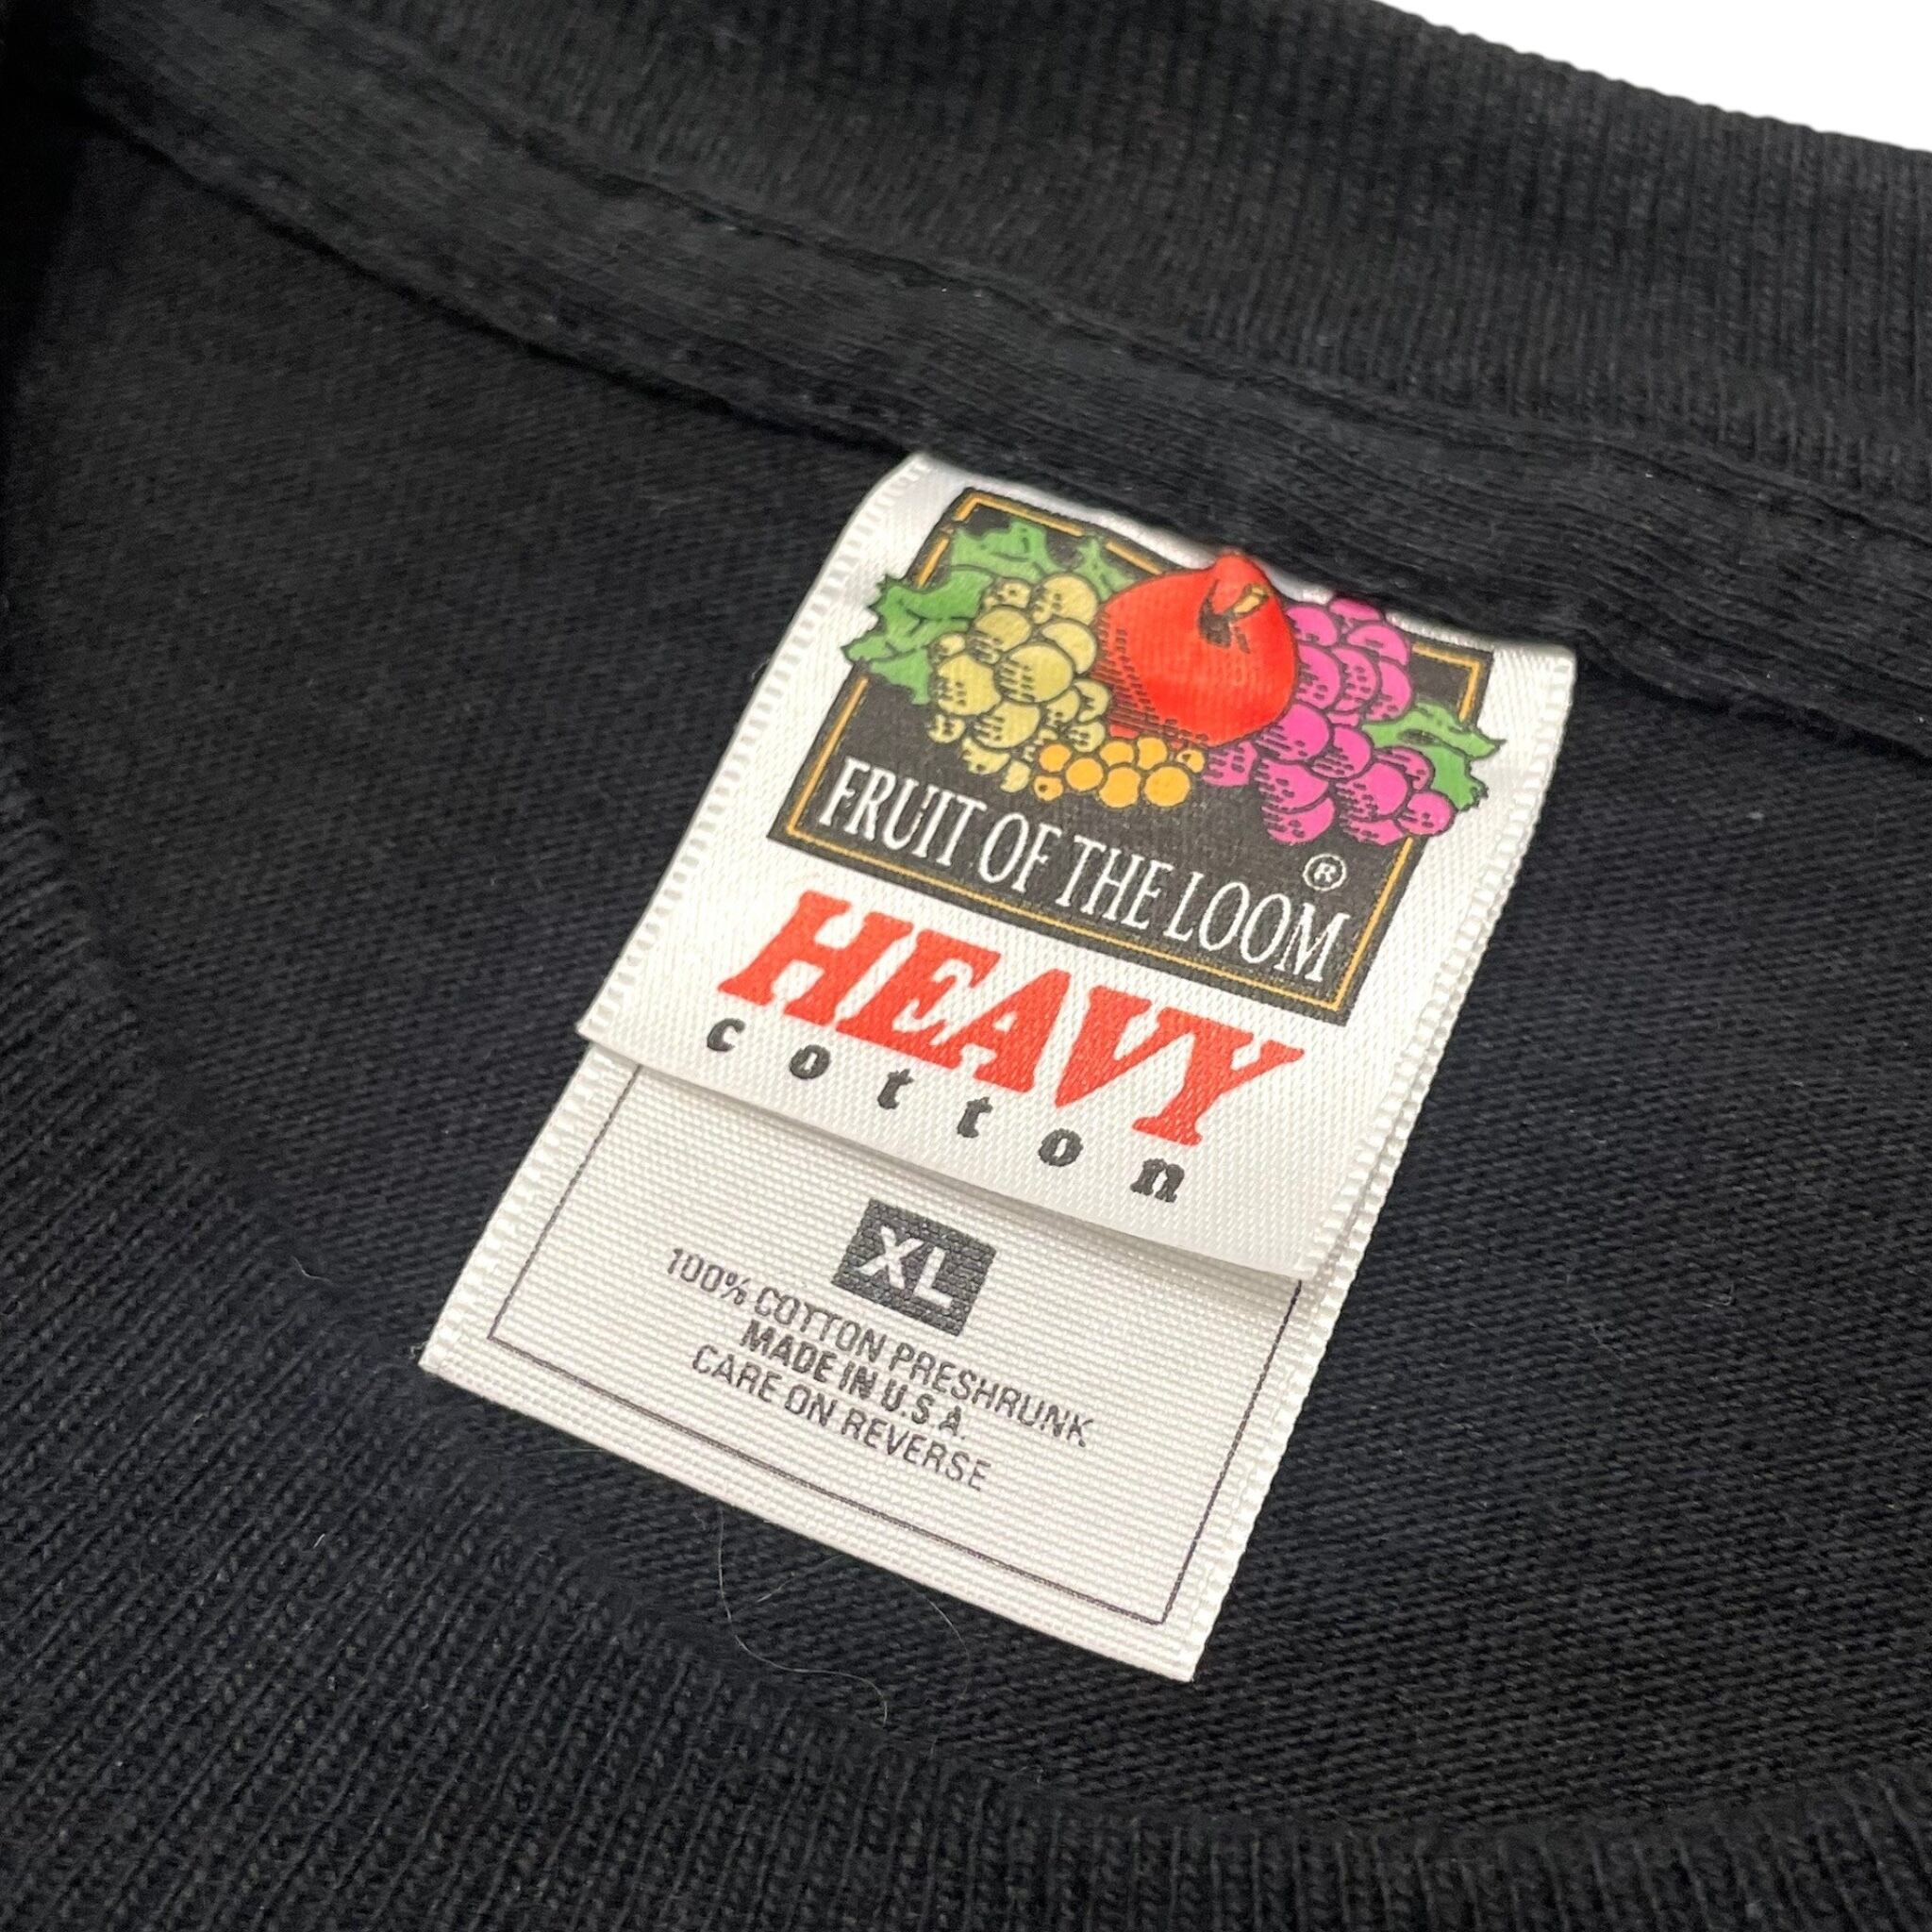 FRUIT OF THE LOOM ®
HEAVY
cotton
XL
100% COTTON PRESHRUNK
MADE IN U.S.A.
CARE ON REVERSE